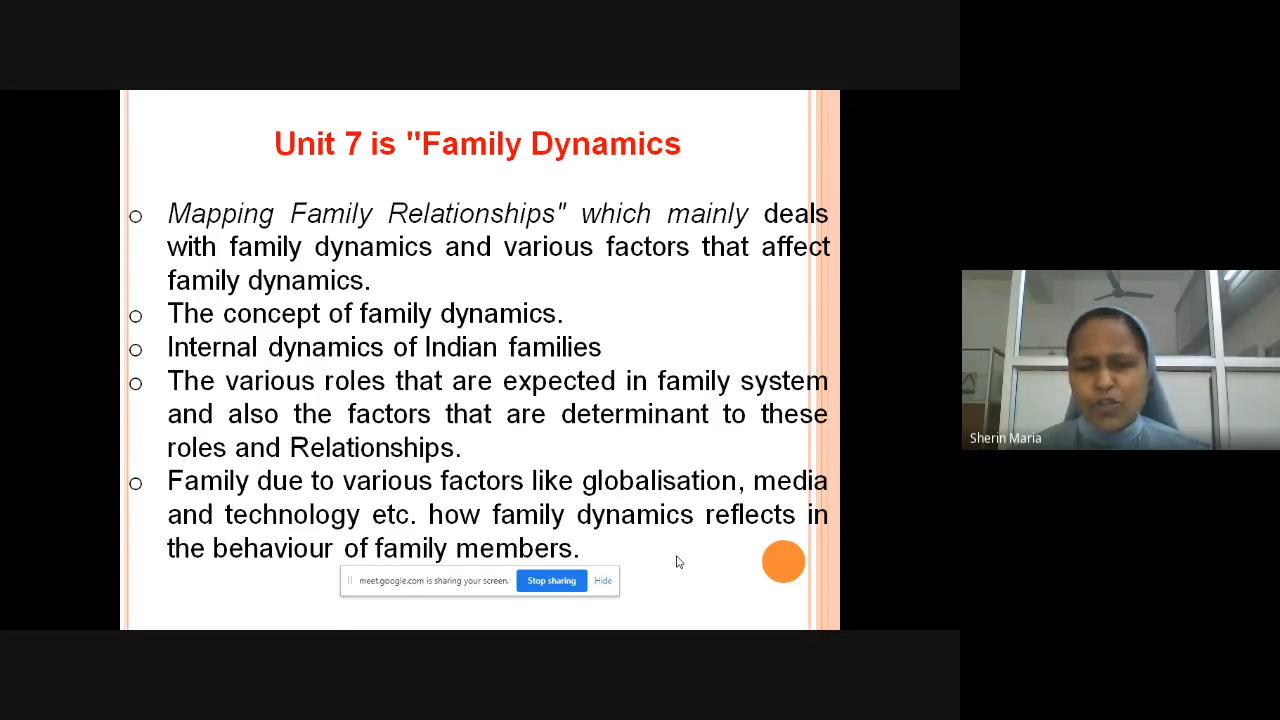 Unit 7 is "Family Dynamics
Mapping Family Relationships" which mainly deals
with family dynamics and various factors that affect
family dynamics.
The concept of family dynamics.
Internal dynamics of Indian families
The various roles that are expected in family system
and also the factors that are determinant to these
roles and Relationships.
Family due to various factors like globalisation, media
and technology etc. how family dynamics reflects in
the behaviour of family members.
meet.google.com is sharing your screen. Stop sharing Hide
Sherin Maria